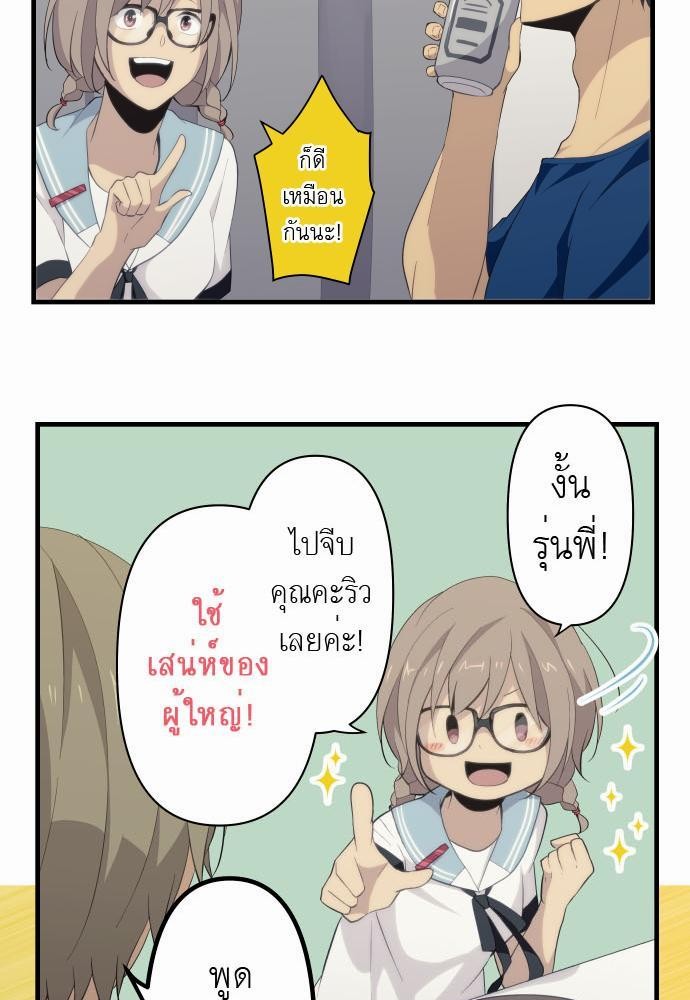 ก็ดี
เหมือน
กันนะ!
งั้น
รุ่นพี่!
ไปจีบ
คุณคะริว
เลยค่ะ!
ใช้
เสน่ห์ของ
ผู้ใหญ่!
พูด